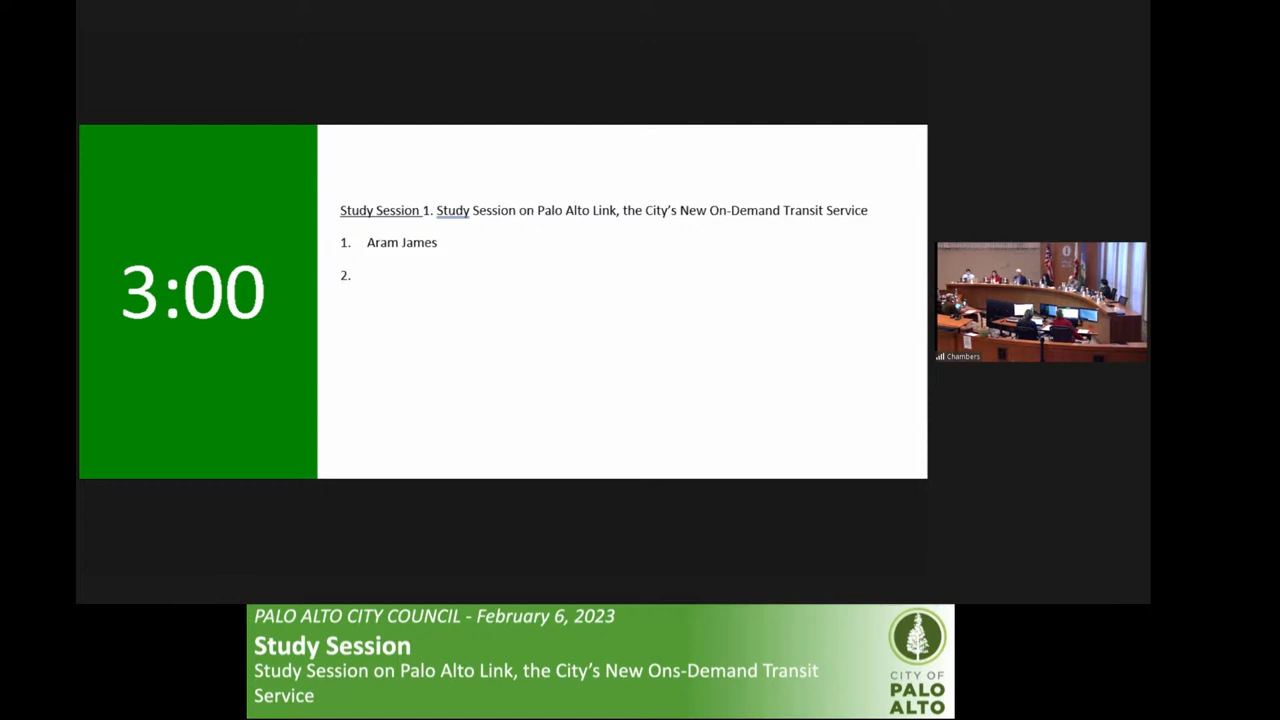 3:00
Study Session 1. Study Session on Palo Alto Link, the City's New On-Demand Transit Service
1. Aram James
2.
Chambers
PALO ALTO CITY COUNCIL - February 6, 2023
Study Session
Study Session on Palo Alto Link, the City's New Ons-Demand Transit
Service
CITY OF
PALO
ALTO